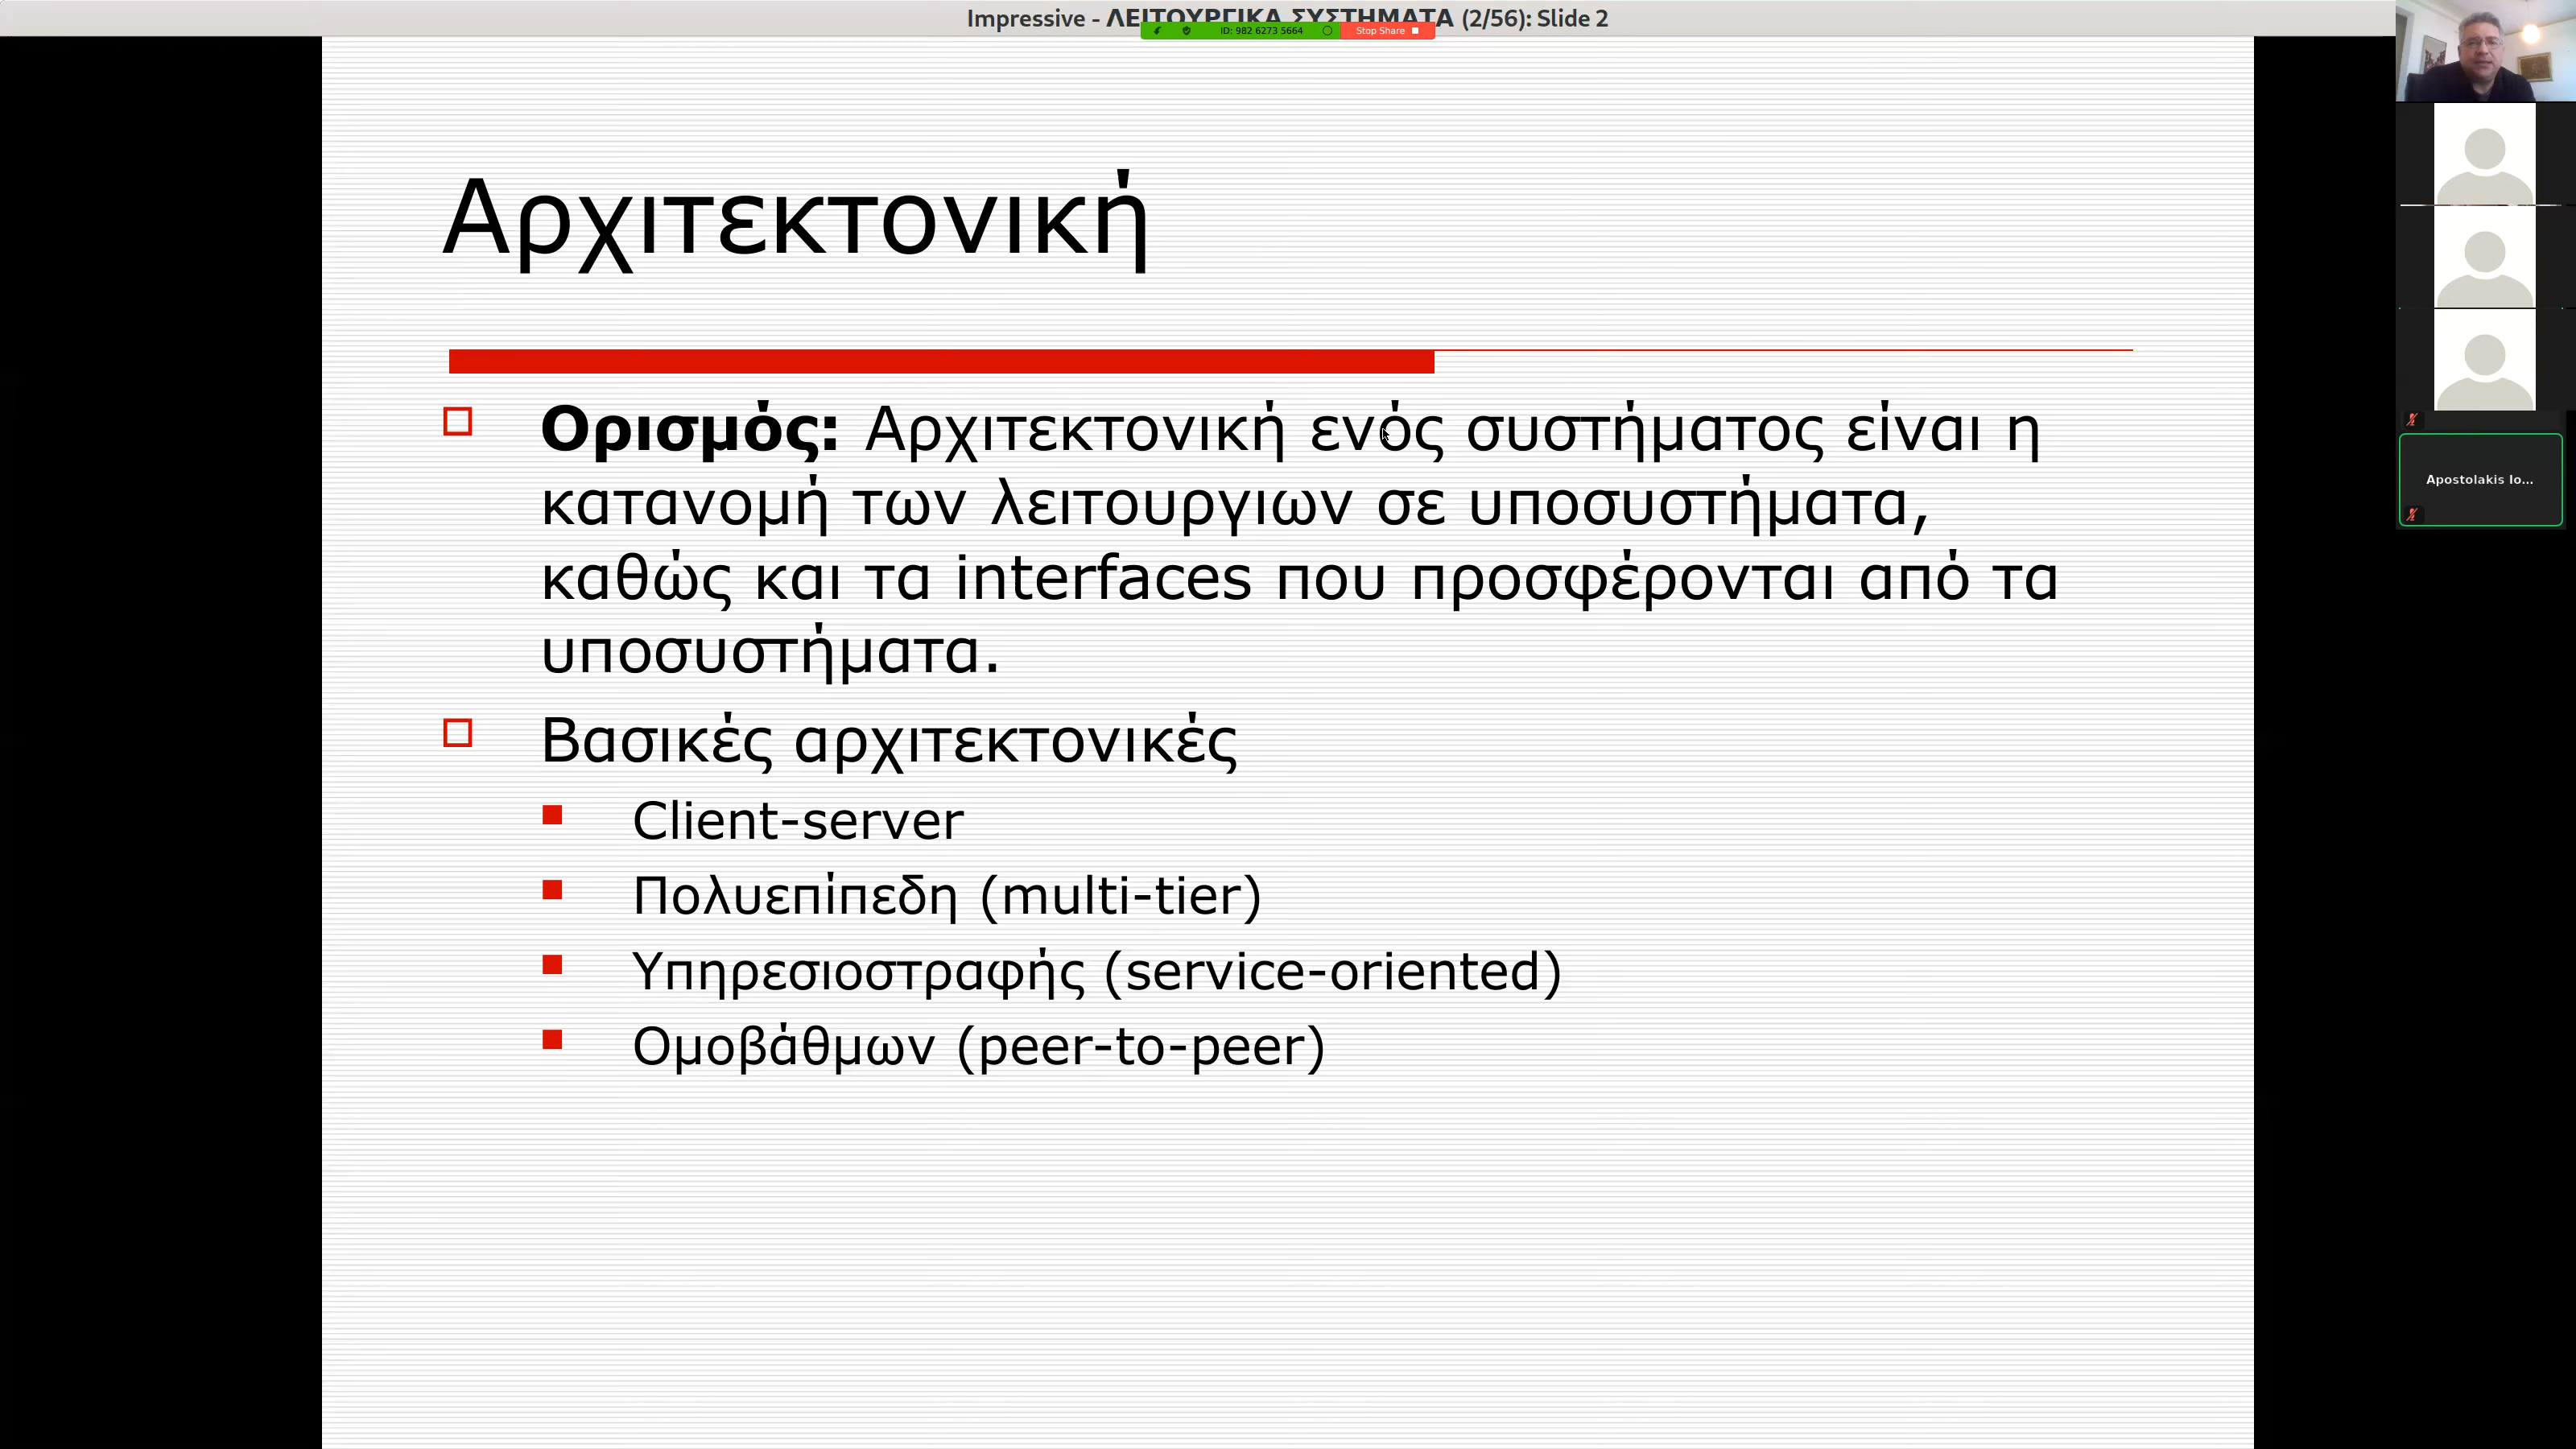 Impressive - ΛΕΙΤΟΥΡΓΙΚΑ ΣΥΣΤΗΜΑΤΑ (2/56): Slide 2
ID: 982 6273 5664
Stop Share
Αρχιτεκτονική
Ορισμός: Αρχιτεκτονική ενός συστήματος είναι η
κατανομή των λειτουργιων σε υποσυστήματα,
καθώς και τα interfaces που προσφέρονται από τα
υποσυστήματα.
Βασικές αρχιτεκτονικές
Client-server
Πολυεπίπεδη (multi-tier)
Υπηρεσιοστραφής (service-oriented)
Ομοβάθμων (peer-to-peer)
Apostolakis Io...